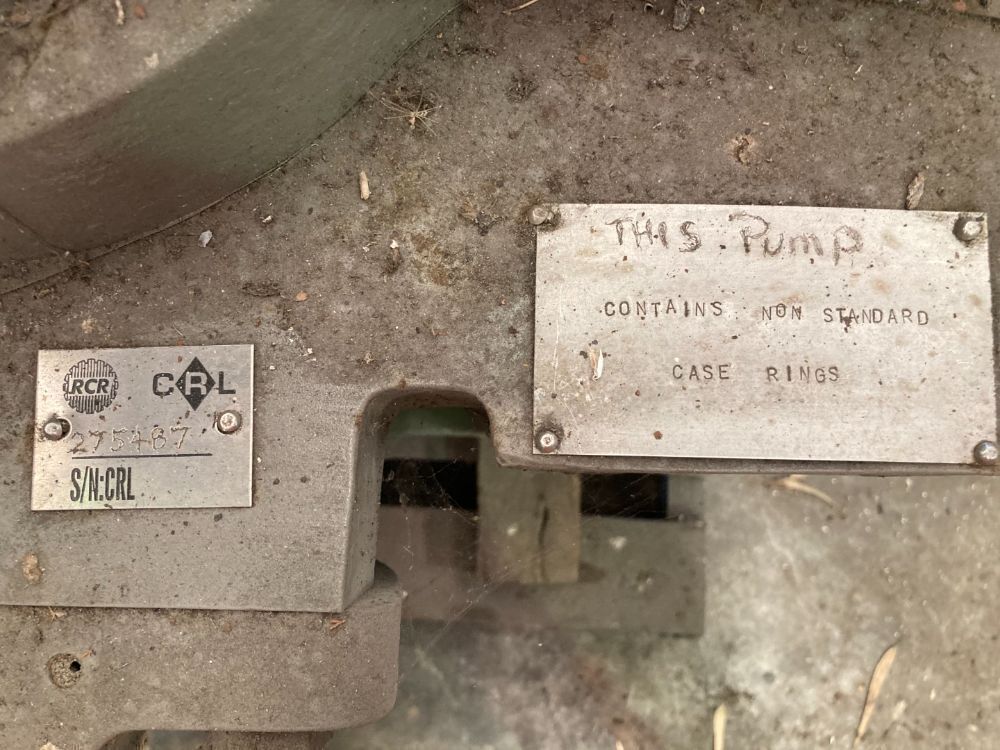 RCR CRL
275487
S/N:CRL
THIS Pump
CONTAINS NON STANDARD
CASE RINGS